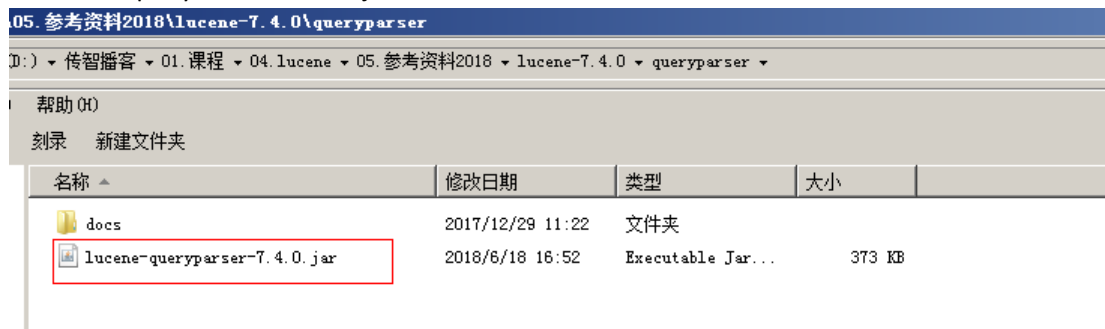 05. 参考资料2018\lucene-7.4.0\queryparser
D:) ▾ 传智播客 ▾ 01.课程 ▾ 04.lucene ▾ 05.参考资料2018 ▾ lucene-7.4.0 ▾ queryparser ▾
帮助(H)
刻录 新建文件夹
名称 修改日期 类型 大小
docs 2017/12/29 11:22 文件夹
lucene-queryparser-7.4.0.jar 2018/6/18 16:52 Executable Jar... 373 KB